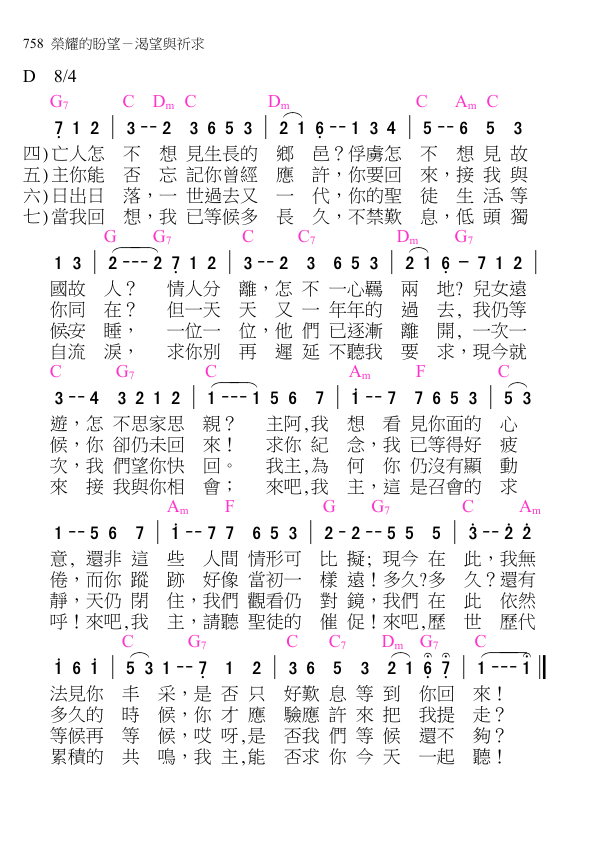 758 榮耀的盼望－渴望與祈求
D 8/4
G7 C Dm C Dm C Am C
7̣ 1 2 | 3 -- 2 3 6 5 3 | 2 1 6̣ -- 1 3 4 | 5 -- 6 5 3
四)亡人怎 不 想 見生長的 鄉 邑？俘虜怎 不 想 見 故
五)主你能 否 忘 記你曾經 應 許，你要回 來，接 我 與
六)日出日 落，一 世過去又 一 代，你的聖 徒 生 活、等
七)當我回 想，我 已等候多 長 久，不禁歎 息，低 頭 獨
G G7 C C7 Dm G7
1 3 | 2 --- 2 7̣ 1 2 | 3 -- 2 3 6 5 3 | 2 1 6̣ - 7̣ 1 2 |
國故 人？ 情人分 離，怎 不 一心羈 兩 地？兒女遠
你同 在？ 但一天 天 又 一 年年的 過 去，我仍等
候、安 睡， 一位一 位，他 們 已逐漸 離 開，一次一
自流 淚， 求你別 再 遲 延 不聽我 要 求，現今就
C G7 C Am F C
3 -- 4 3 2 1 2 | 1 --- 1 5 6 7 | 1̇ -- 7 7 6 5 3 | 5 3
遊，怎 不思家思 親？ 主阿，我 想 看 見你面的 心
候，你 卻仍未回 來！ 求你 紀 念，我 已等得好 疲
次，我 們望你快 回。 我主，為 何 你 仍沒有顯 動
來 接 我與你相 會； 來吧，我 主，這 是召會的 求
Am F G G7 C Am
1 -- 5 6 7 | 1̇ -- 7 7 6 5 3 | 2 - 2 -- 5 5 5 | 3̇ -- 2̇ 2̇
意，還非 這 些 人間 情形可 比 擬；現今 在 此，我無
倦，而你 蹤 跡 好像 當初一 樣 遠！多久？多 久？還有
靜，天仍 閉 住，我們 觀看仍 對 鏡，我們 在 此 依然
呼！來吧，我 主，請聽 聖徒的 催 促！來吧，歷 世 歷代
C G7 C C7 Dm G7 C
1̇ 6 1̇ | 5 3 1 -- 7̣ 1 2 | 3 6 5 3 2 1 6̣ 7̣ | 1 --- 1 ‖
法見你 丰 采，是 否 只 好歎 息 等 到 你回 來！
多久的 時 候，你 才 應 驗應 許 來 把 我提 走？
等候再 等 候，哎 呀，是 否我 們 等 候 還不 夠？
累積的 共 鳴，我 主，能 否求 你 今 天 一起 聽！